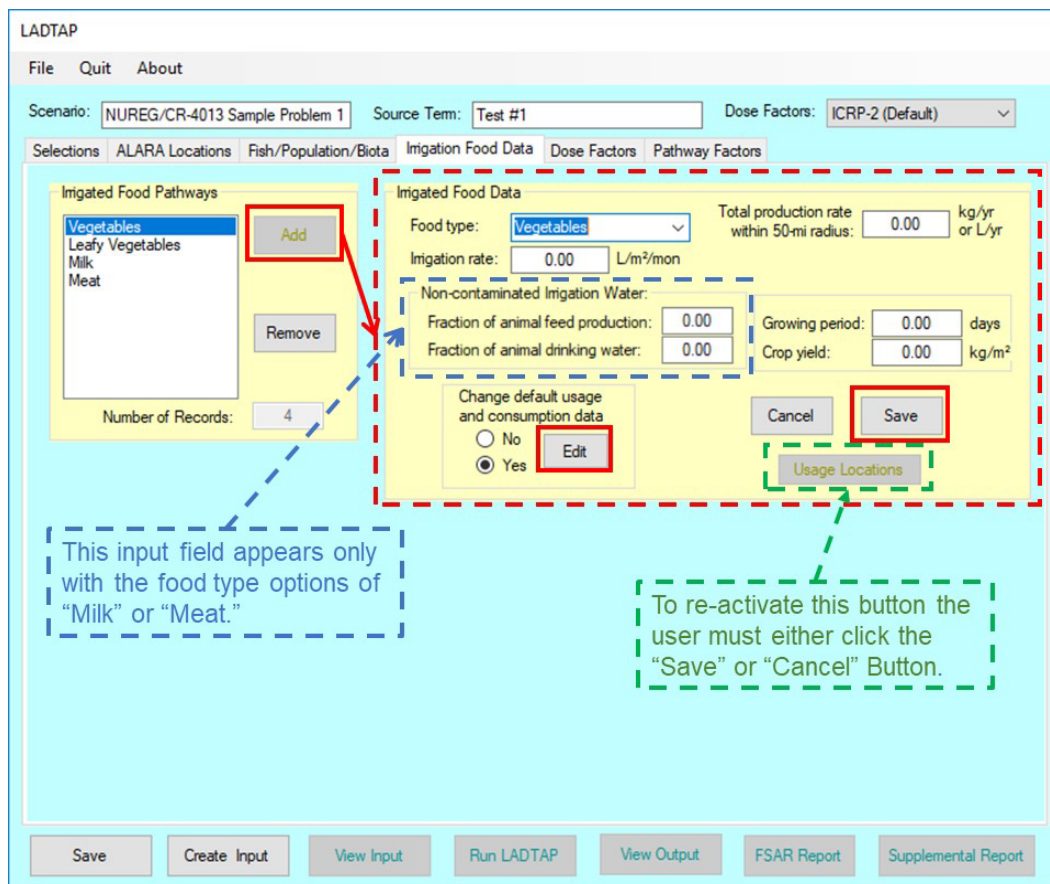 LADTAP
File Quit About
Scenario: NUREG/CR-4013 Sample Problem 1 Source Term: Test #1 Dose Factors: ICRP-2 (Default)
Selections ALARA Locations Fish/Population/Biota Irrigation Food Data Dose Factors Pathway Factors
Irrigated Food Pathways
Vegetables
Leafy Vegetables
Milk
Meat
Add
Remove
Number of Records: 4
Irrigated Food Data
Food type: Vegetables
Total production rate
within 50-mi radius: 0.00 kg/yr
or L/yr
Irrigation rate: 0.00 L/m²/mon
Non-contaminated Irrigation Water:
Fraction of animal feed production: 0.00
Fraction of animal drinking water: 0.00
Growing period: 0.00 days
Crop yield: 0.00 kg/m²
Change default usage
and consumption data
No
Yes
Edit
Cancel
Save
Usage Locations
This input field appears only
with the food type options of
“Milk” or “Meat.”
To re-activate this button the
user must either click the
“Save” or “Cancel” Button.
Save Create Input View Input Run LADTAP View Output FSAR Report Supplemental Report